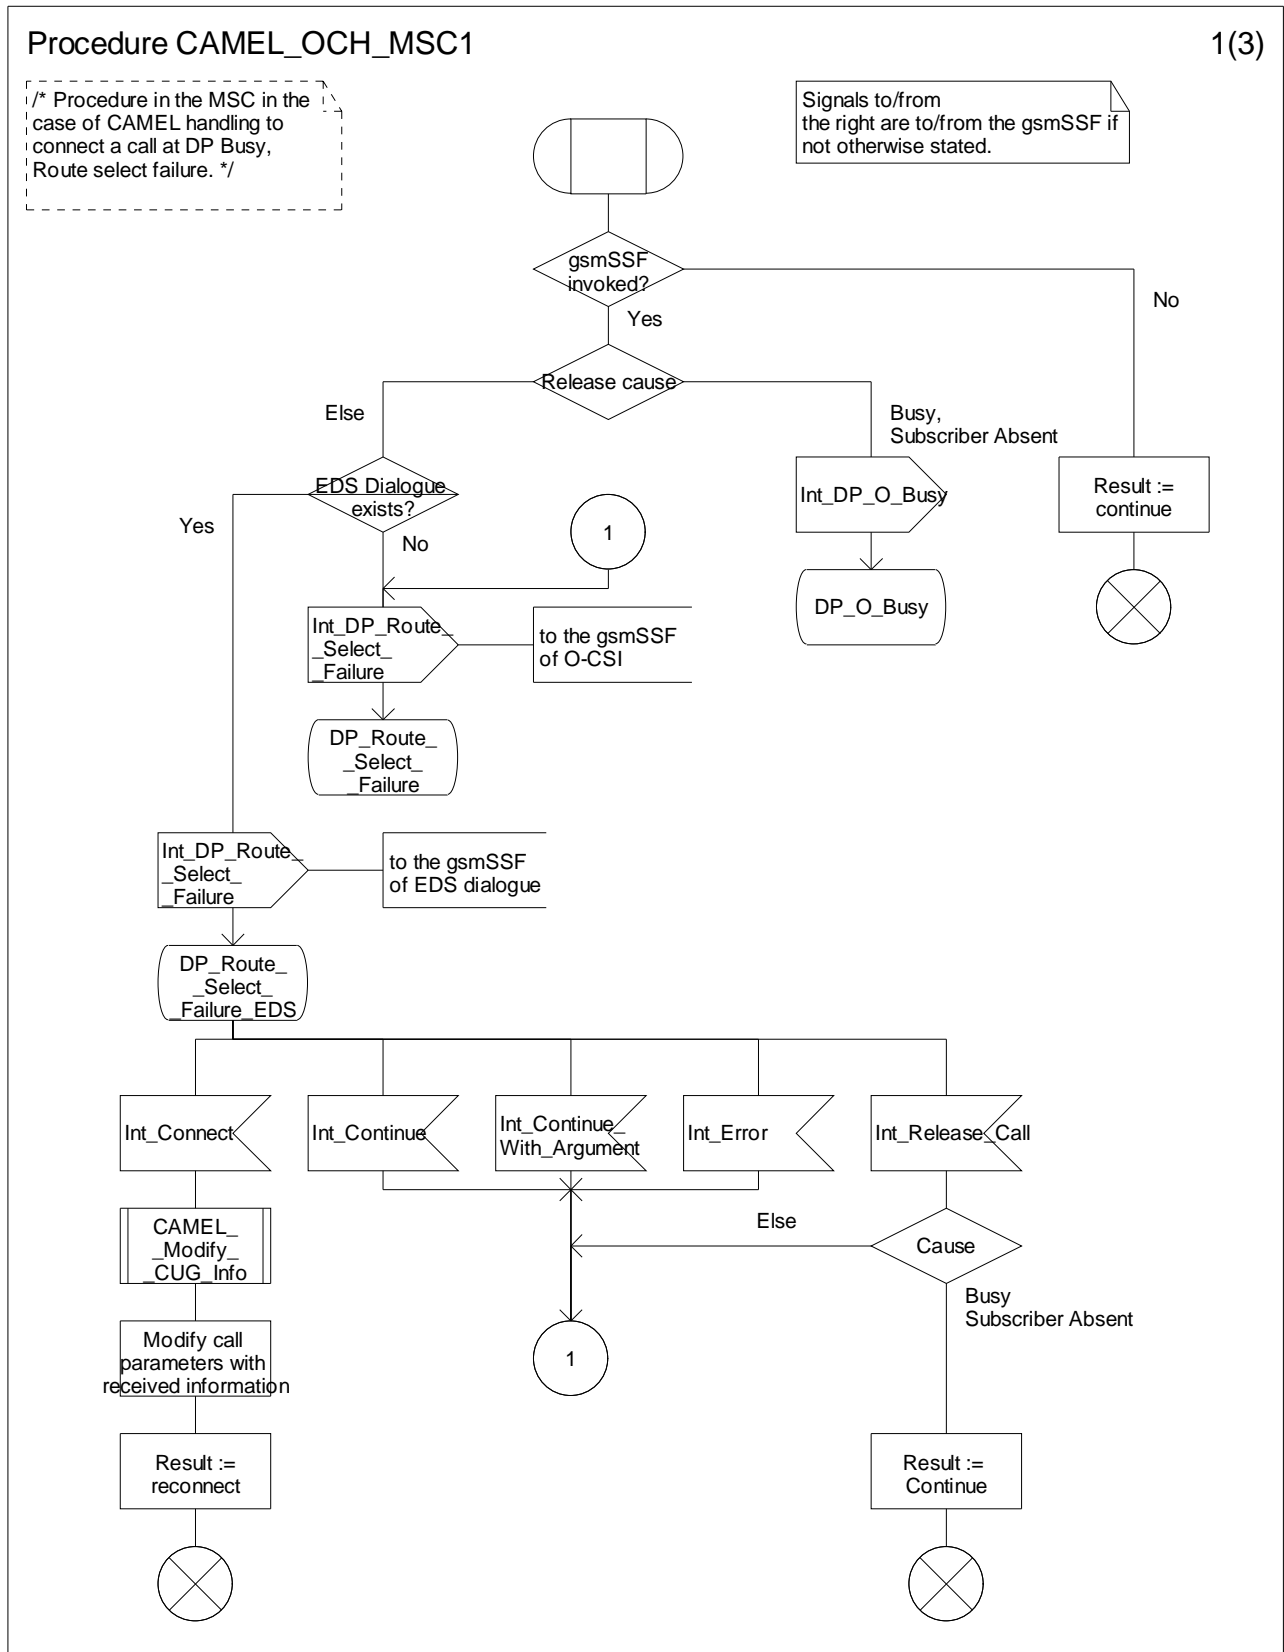 Procedure CAMEL_OCH_MSC1
1(3)
/* Procedure in the MSC in the
case of CAMEL handling to
connect a call at DP Busy,
Route select failure. */
Signals to/from
the right are to/from the gsmSSF if
not otherwise stated.
gsmSSF
invoked?
No
Yes
Release cause
Else
Busy,
Subscriber Absent
EDS Dialogue
exists?
Int_DP_O_Busy
Result :=
continue
Yes
No
1
DP_O_Busy
Int_DP_Route_
_Select_
_Failure
to the gsmSSF
of O-CSI
DP_Route_
_Select_
_Failure
Int_DP_Route_
_Select_
_Failure
to the gsmSSF
of EDS dialogue
DP_Route_
_Select_
_Failure_EDS
Int_Connect
Int_Continue
Int_Continue_
With_Argument
Int_Error
Int_Release_Call
CAMEL_
_Modify_
_CUG_Info
Else
Cause
Busy
Subscriber Absent
Modify call
parameters with
received information
1
Result :=
reconnect
Result :=
Continue